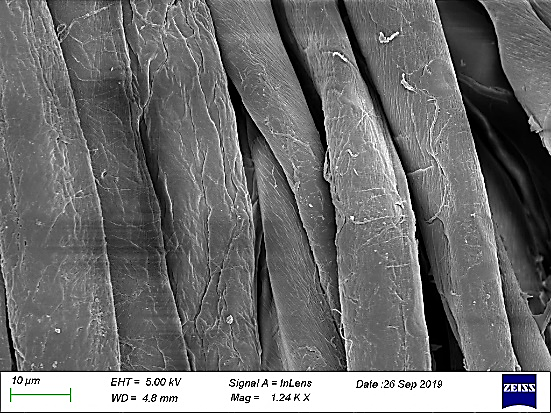 10 µm
EHT = 5.00 kV
Signal A = InLens
Date :26 Sep 2019
WD = 4.8 mm
Mag = 1.24 K X
ZEISS